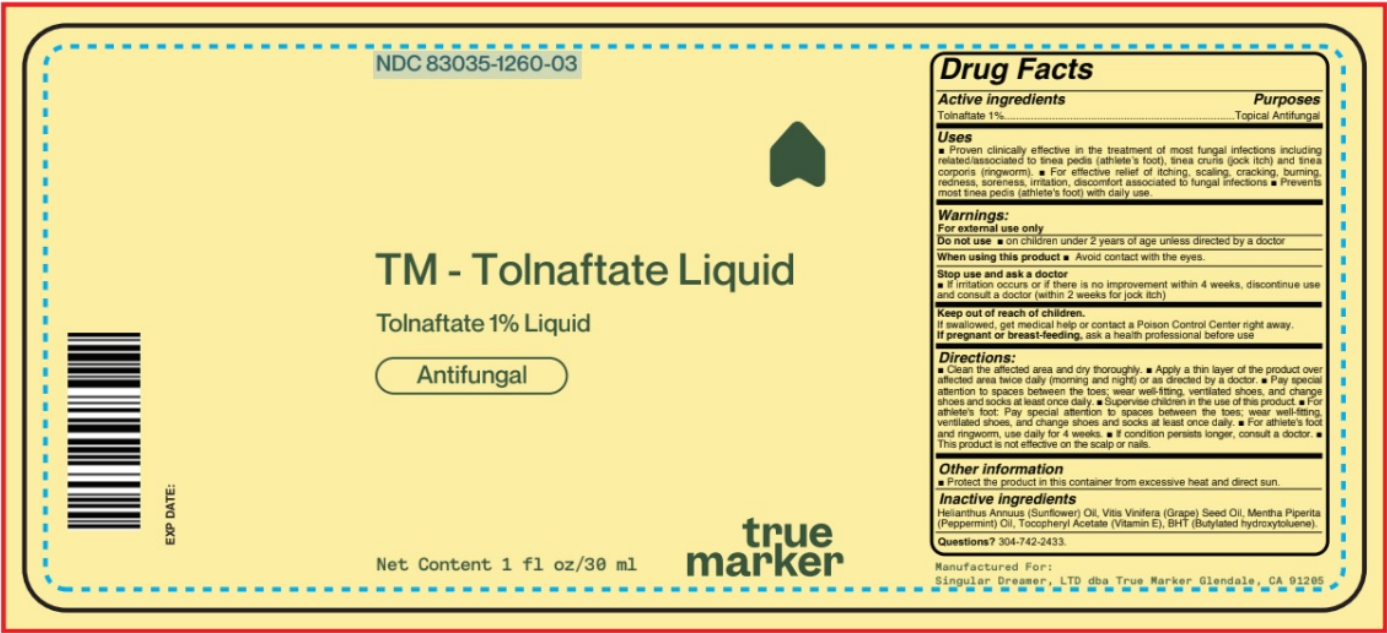 NDC 83035-1260-03
TM - Tolnaftate Liquid
Tolnaftate 1% Liquid
Antifungal
EXP DATE:
Net Content 1 fl oz/30 ml
true
marker
Drug Facts
Active ingredients Purposes
Tolnaftate 1%................................................................Topical Antifungal
Uses
■ Proven clinically effective in the treatment of most fungal infections including
related/associated to tinea pedis (athlete's foot), tinea cruris (jock itch) and tinea
corporis (ringworm). ■ For effective relief of itching, scaling, cracking, burning,
redness, soreness, irritation, discomfort associated to fungal infections ■ Prevents
most tinea pedis (athlete's foot) with daily use.
Warnings:
For external use only
Do not use ■ on children under 2 years of age unless directed by a doctor
When using this product ■ Avoid contact with the eyes.
Stop use and ask a doctor
■ If irritation occurs or if there is no improvement within 4 weeks, discontinue use
and consult a doctor (within 2 weeks for jock itch)
Keep out of reach of children.
If swallowed, get medical help or contact a Poison Control Center right away.
If pregnant or breast-feeding, ask a health professional before use
Directions:
■ Clean the affected area and dry thoroughly. ■ Apply a thin layer of the product over
affected area twice daily (morning and night) or as directed by a doctor. ■ Pay special
attention to spaces between the toes; wear well-fitting, ventilated shoes, and change
shoes and socks at least once daily. ■ Supervise children in the use of this product. ■ For
athlete's foot: Pay special attention to spaces between the toes; wear well-fitting,
ventilated shoes, and change shoes and socks at least once daily. ■ For athlete's foot
and ringworm, use daily for 4 weeks. ■ If condition persists longer, consult a doctor. ■
This product is not effective on the scalp or nails.
Other information
■ Protect the product in this container from excessive heat and direct sun.
Inactive ingredients
Helianthus Annuus (Sunflower) Oil, Vitis Vinifera (Grape) Seed Oil, Mentha Piperita
(Peppermint) Oil, Tocopheryl Acetate (Vitamin E), BHT (Butylated hydroxytoluene).
Questions? 304-742-2433.
Manufactured For:
Singular Dreamer, LTD dba True Marker Glendale, CA 91205